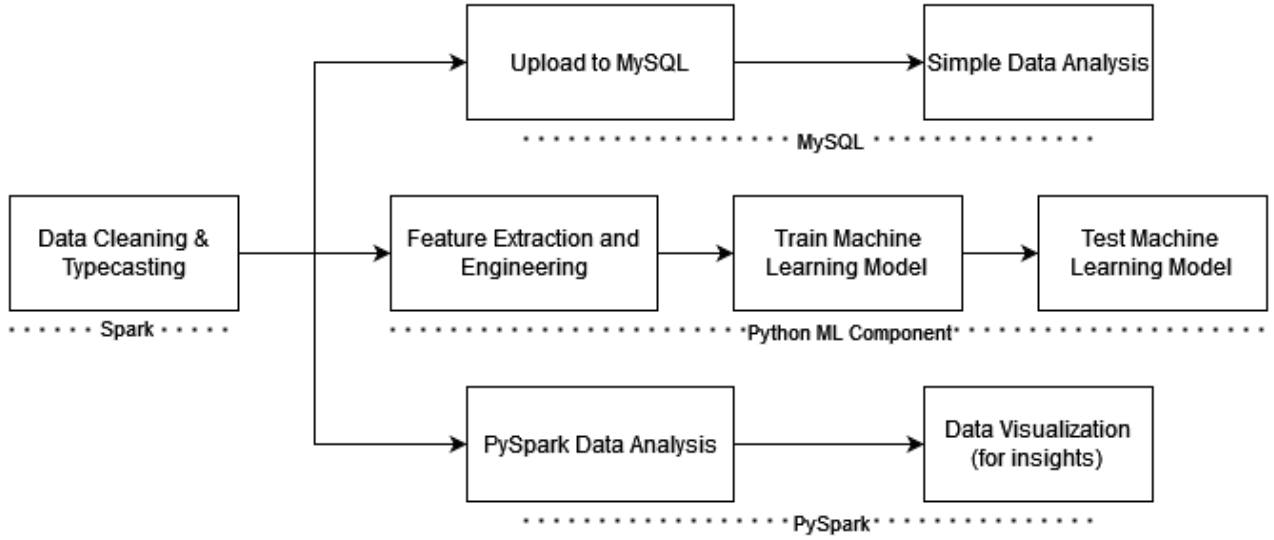 Upload to MySQL
Simple Data Analysis
MySQL
Data Cleaning &
Typecasting
Spark
Feature Extraction and
Engineering
Train Machine
Learning Model
Test Machine
Learning Model
Python ML Component
PySpark Data Analysis
Data Visualization
(for insights)
PySpark